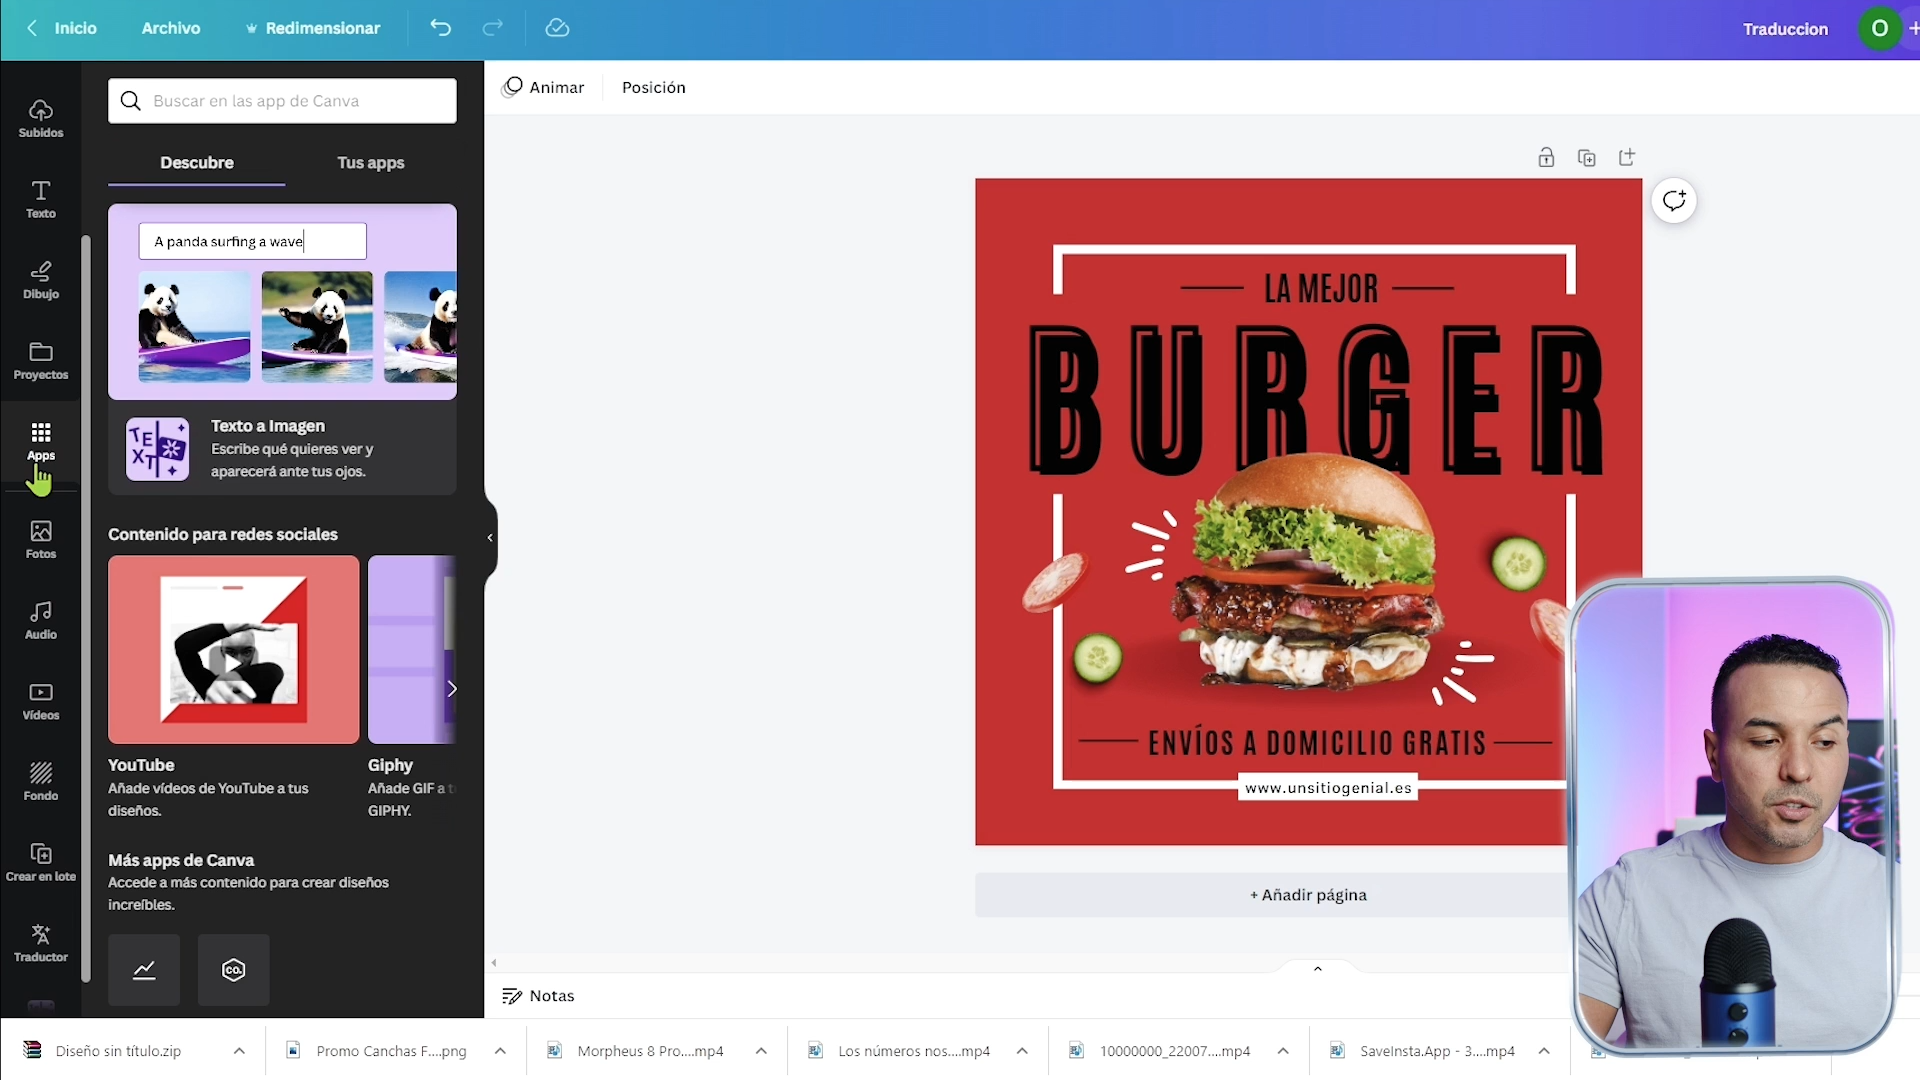 Inicio
Archivo
Redimensionar
Traduccion
O
Subidos
Texto
Dibujo
Proyectos
Apps
Fotos
Audio
Vídeos
Fondo
Crear en lote
Traductor
Buscar en las app de Canva
Descubre
Tus apps
A panda surfing a wave
TEXT
Texto a Imagen
Escribe qué quieres ver y
aparecerá ante tus ojos.
Contenido para redes sociales
YouTube
Añade vídeos de YouTube a tus
diseños.
Giphy
Añade GIF a t
GIPHY.
Más apps de Canva
Accede a más contenido para crear diseños
increíbles.
CO.
Animar
Posición
LA MEJOR
BURGER
ENVÍOS A DOMICILIO GRATIS
www.unsitiogenial.es
+ Añadir página
Notas
Diseño sin título.zip
Promo Canchas F....png
Morpheus 8 Pro....mp4
Los números nos....mp4
10000000_22007....mp4
SaveInsta.App - 3....mp4